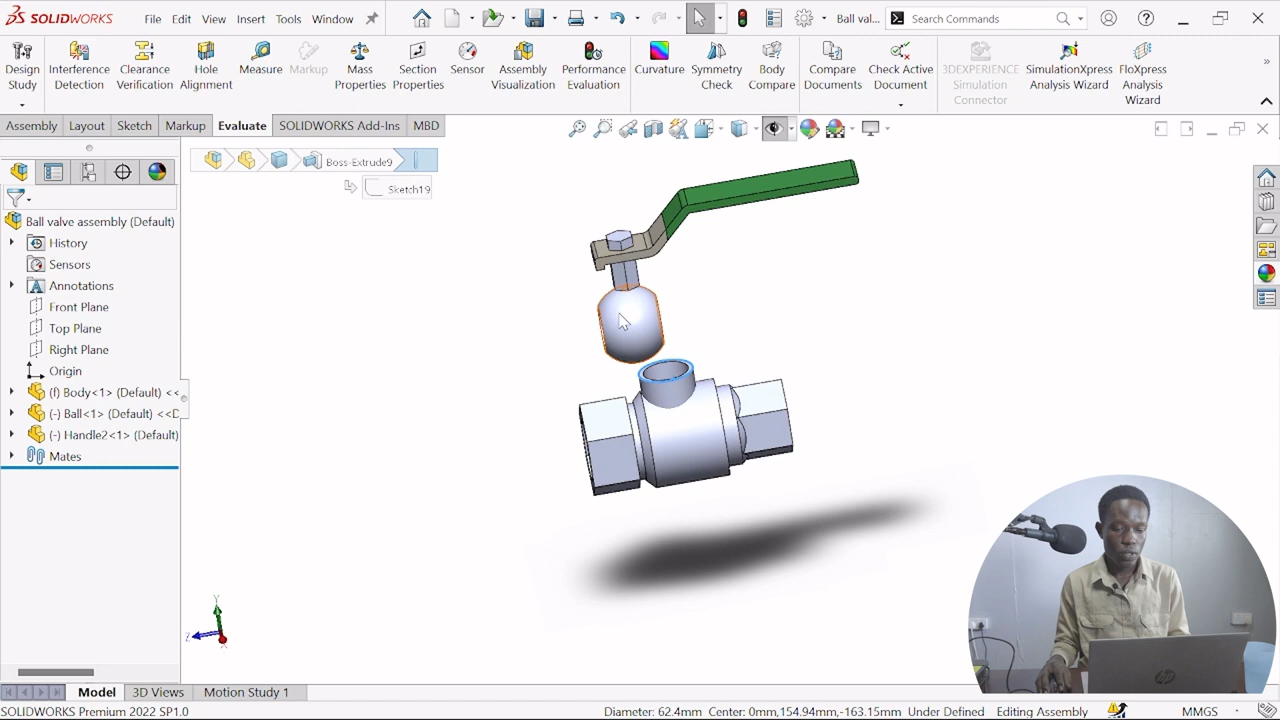 SOLIDWORKS File Edit View Insert Tools Window Ball val... Search Commands
Design Study
Interference Detection
Clearance Verification
Hole Alignment
Measure
Markup
Mass Properties
Section Properties
Sensor
Assembly Visualization
Performance Evaluation
Curvature
Symmetry Check
Body Compare
Compare Documents
Check Active Document
3DEXPERIENCE Simulation Connector
SimulationXpress Analysis Wizard
FloXpress Analysis Wizard
Assembly Layout Sketch Markup Evaluate SOLIDWORKS Add-Ins MBD
Boss-Extrude9
Sketch19
Ball valve assembly (Default)
History
Sensors
Annotations
Front Plane
Top Plane
Right Plane
Origin
(f) Body<1> (Default) <<
(-) Ball<1> (Default) <<D
(-) Handle2<1> (Default)
Mates
Y
Z
X
Model 3D Views Motion Study 1
SOLIDWORKS Premium 2022 SP1.0 Diameter: 62.4mm Center: 0mm,154.94mm,-163.15mm Under Defined Editing Assembly MMGS